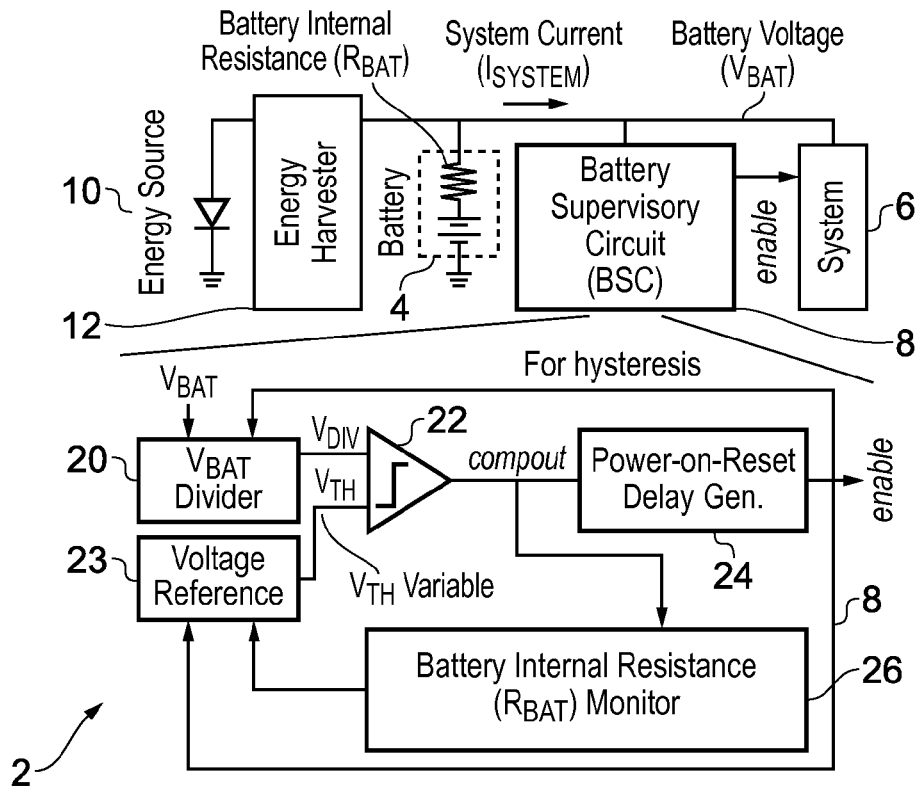 Battery Internal
Resistance (RBAT)
System Current
(ISYSTEM)
Battery Voltage
(VBAT)
10
Energy Source
Energy
Harvester
12
Battery
4
Battery
Supervisory
Circuit
(BSC)
enable
System
6
8
For hysteresis
VBAT
20
VBAT
Divider
VDIV
22
VTH
compout
Power-on-Reset
Delay Gen.
enable
24
23
Voltage
Reference
VTH Variable
8
Battery Internal Resistance
(RBAT) Monitor
26
2